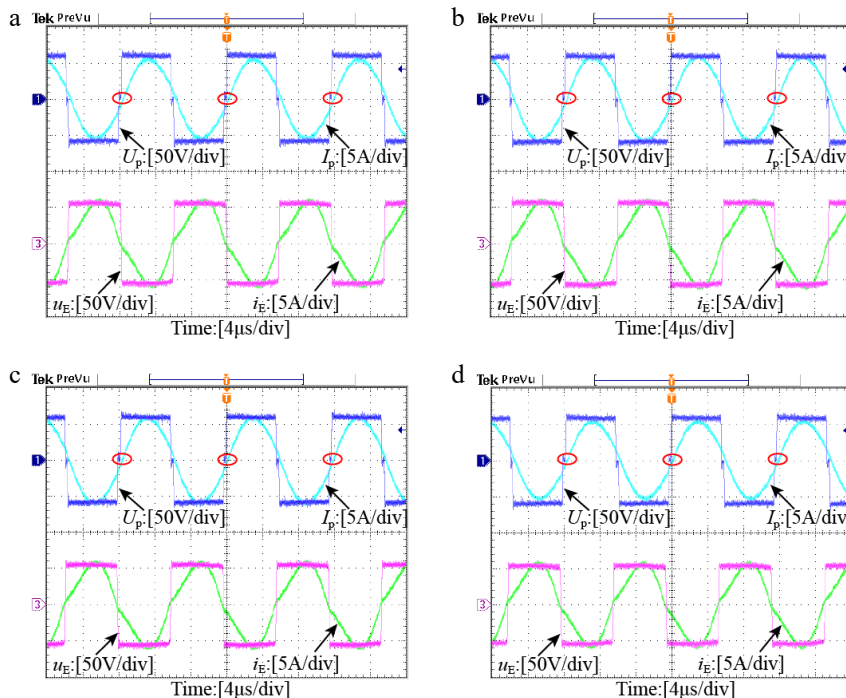 a
Tek PreVu
T
T
1
Up:[50V/div]
Ip:[5A/div]
3
uE:[50V/div]
iE:[5A/div]
Time:[4μs/div]
b
Tek PreVu
T
T
1
Up:[50V/div]
Ip:[5A/div]
3
uE:[50V/div]
iE:[5A/div]
Time:[4μs/div]
c
Tek PreVu
T
T
1
Up:[50V/div]
Ip:[5A/div]
3
uE:[50V/div]
iE:[5A/div]
Time:[4μs/div]
d
Tek PreVu
T
T
1
Up:[50V/div]
Ip:[5A/div]
3
uE:[50V/div]
iE:[5A/div]
Time:[4μs/div]